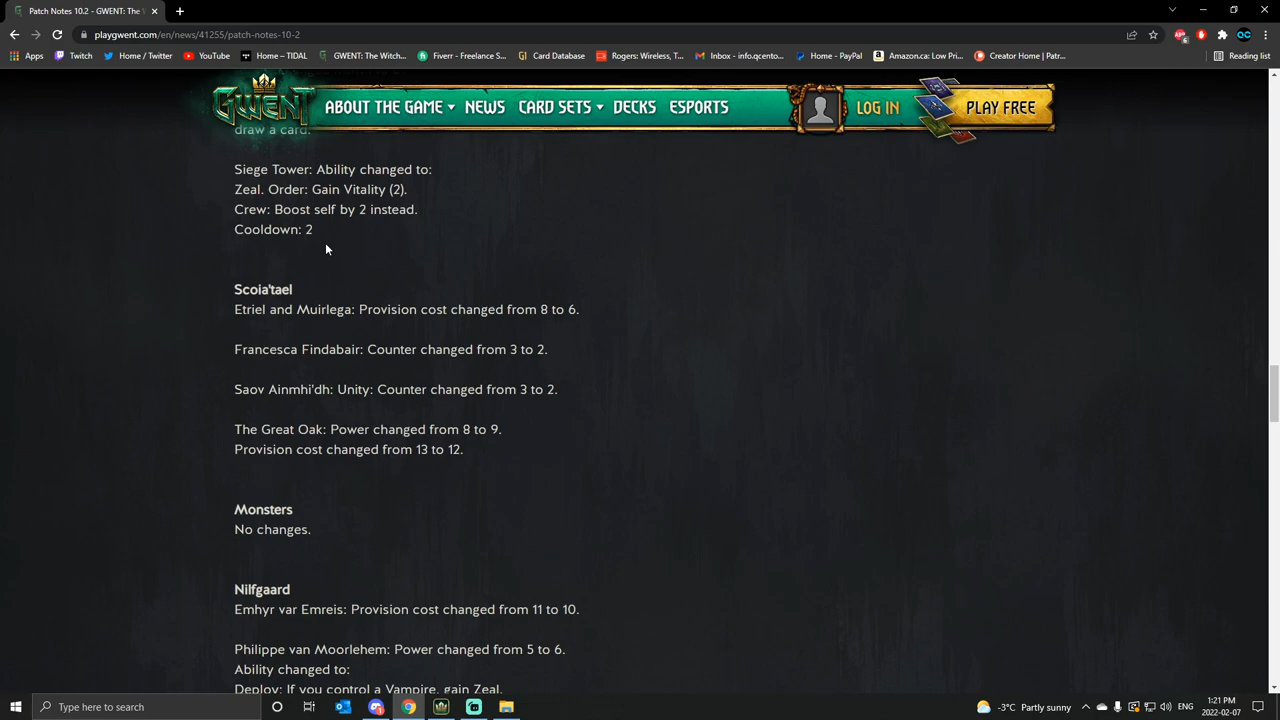 Patch Notes 10.2 - GWENT: The W
playgwent.com/en/news/41255/patch-notes-10-2
Apps
Twitch
Home / Twitter
YouTube
Home – TIDAL
GWENT: The Witch...
Fiverr - Freelance S...
Card Database
Rogers: Wireless, T...
Inbox - info.qcento...
Home - PayPal
Amazon.ca: Low Pri...
Creator Home | Patr...
Reading list
GWENT
ABOUT THE GAME
NEWS
CARD SETS
DECKS
ESPORTS
LOG IN
PLAY FREE
draw a card.
Siege Tower: Ability changed to:
Zeal. Order: Gain Vitality (2).
Crew: Boost self by 2 instead.
Cooldown: 2
Scoia'tael
Etriel and Muirlega: Provision cost changed from 8 to 6.
Francesca Findabair: Counter changed from 3 to 2.
Saov Ainmhi'dh: Unity: Counter changed from 3 to 2.
The Great Oak: Power changed from 8 to 9.
Provision cost changed from 13 to 12.
Monsters
No changes.
Nilfgaard
Emhyr var Emreis: Provision cost changed from 11 to 10.
Philippe van Moorlehem: Power changed from 5 to 6.
Ability changed to:
Deploy: If you control a Vampire, gain Zeal.
Type here to search
-3°C Partly sunny
ENG
1:21 PM
2022-02-07